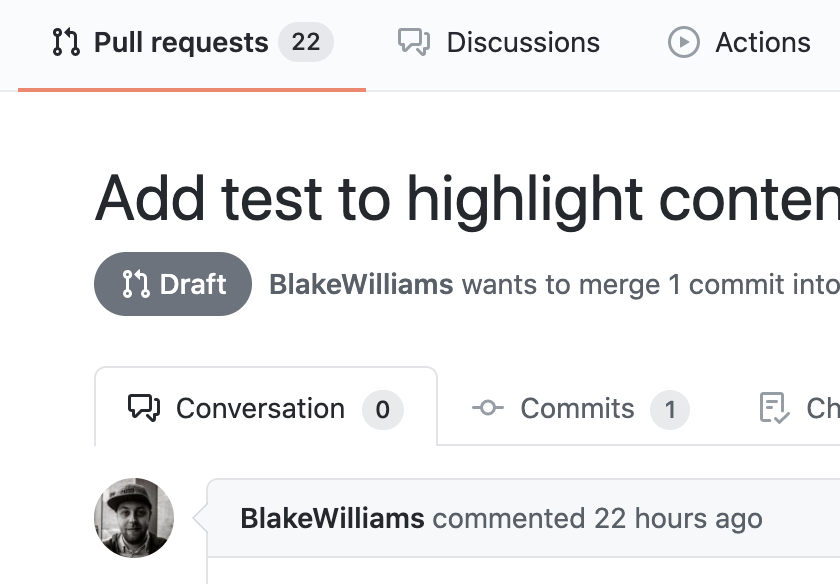 Pull requests 22 Discussions Actions
Add test to highlight conten
Draft BlakeWilliams wants to merge 1 commit into
Conversation 0 Commits 1 Ch
BlakeWilliams commented 22 hours ago